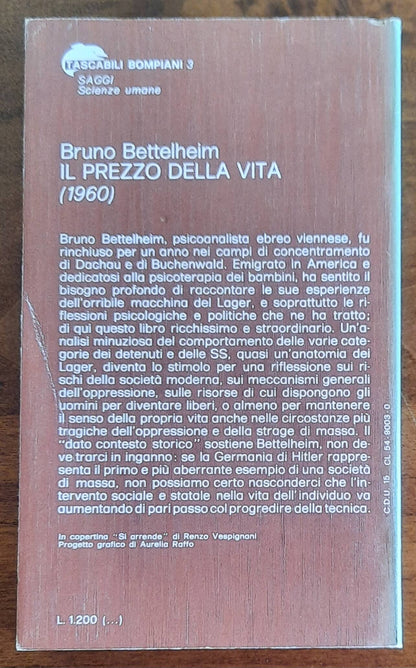 TASCABILI BOMPIANI 3
SAGGI
Scienze umane
Bruno Bettelheim
IL PREZZO DELLA VITA
(1960)
Bruno Bettelheim, psicoanalista ebreo viennese, fu
rinchiuso per un anno nei campi di concentramento
di Dachau e di Buchenwald. Emigrato in America e
dedicatosi alla psicoterapia dei bambini, ha sentito il
bisogno profondo di raccontare le sue esperienze
dell'orribile macchina del Lager, e soprattutto le ri-
flessioni psicologiche e politiche che ne ha tratto;
di qui questo libro ricchissimo e straordinario. Un'a-
nalisi minuziosa del comportamento delle varie cate-
gorie dei detenuti e delle SS, quasi un'anatomia dei
Lager, diventa lo stimolo per una riflessione sui ri-
schi della società moderna, sui meccanismi generali
dell'oppressione, sulle risorse di cui dispongono gli
uomini per diventare liberi, o almeno per mantenere
il senso della propria vita anche nelle circostanze più
tragiche dell'oppressione e della strage di massa. Il
"dato contesto storico" sostiene Bettelheim, non de-
ve trarci in inganno: se la Germania di Hitler rappre-
senta il primo e più aberrante esempio di una società
di massa, non possiamo certo nasconderci che l'in-
tervento sociale e statale nella vita dell'individuo va
aumentando di pari passo col progredire della tecnica.
In copertina "Si arrende" di Renzo Vespignani
Progetto grafico di Aurelia Raffo
L. 1.200 (...)
C.D.U. 15 CL 54-9003-0